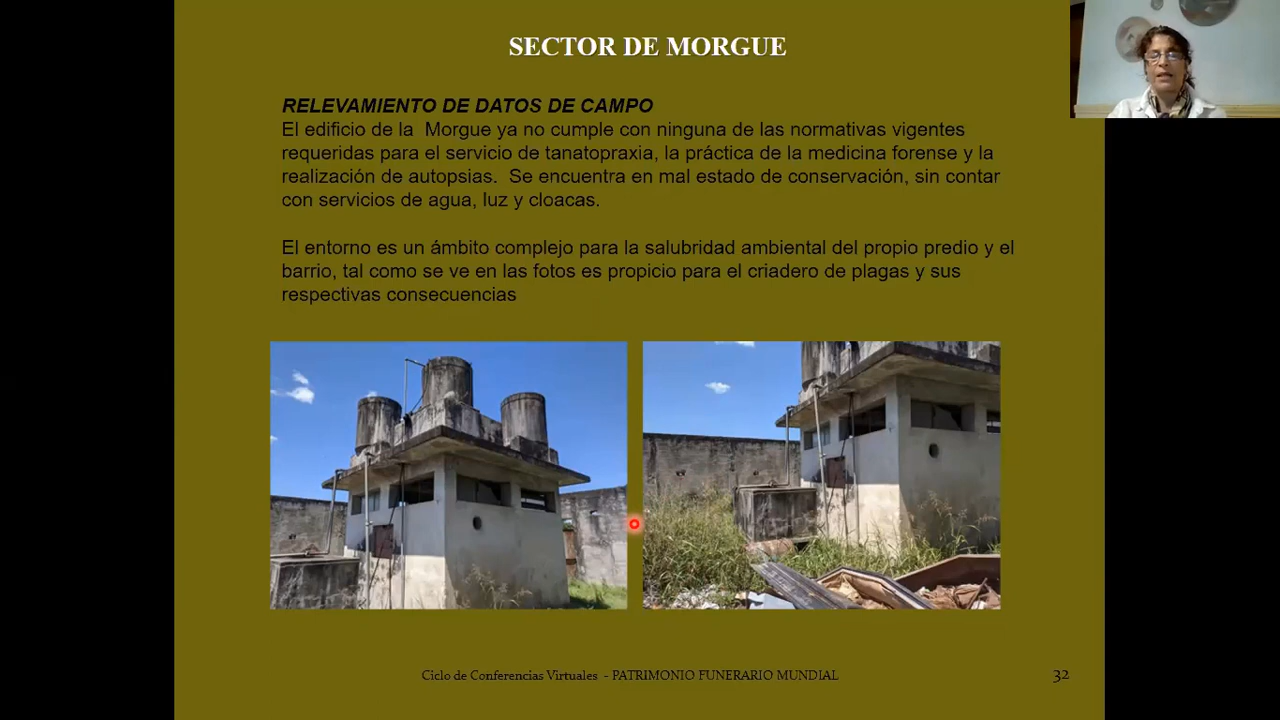 SECTOR DE MORGUE
RELEVAMIENTO DE DATOS DE CAMPO
El edificio de la  Morgue ya no cumple con ninguna de las normativas vigentes
requeridas para el servicio de tanatopraxia, la práctica de la medicina forense y la
realización de autopsias.  Se encuentra en mal estado de conservación, sin contar
con servicios de agua, luz y cloacas.
El entorno es un ámbito complejo para la salubridad ambiental del propio predio y el
barrio, tal como se ve en las fotos es propicio para el criadero de plagas y sus
respectivas consecuencias
Ciclo de Conferencias Virtuales  - PATRIMONIO FUNERARIO MUNDIAL
32